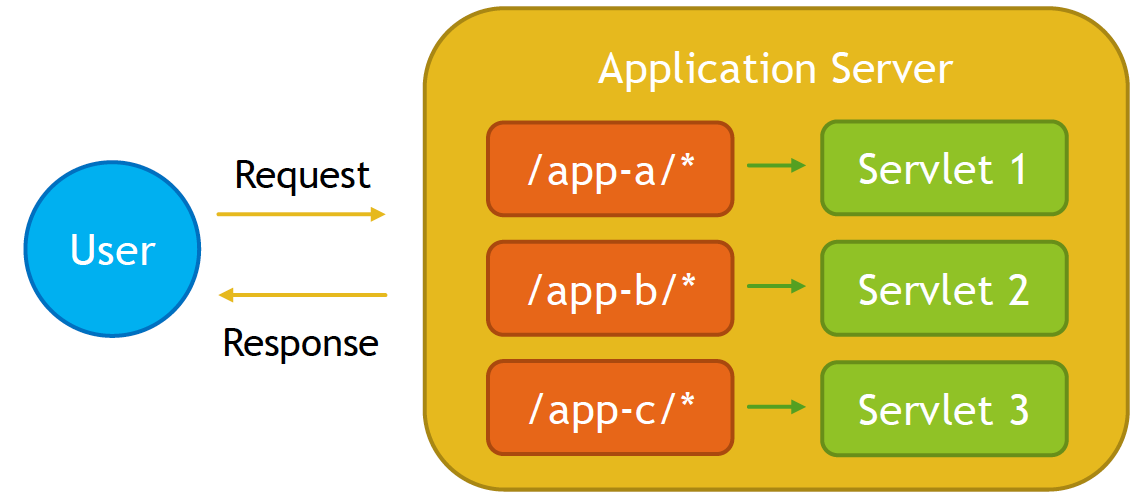 Application Server
Request
User
Response
/app-a/*
Servlet 1
/app-b/*
Servlet 2
/app-c/*
Servlet 3